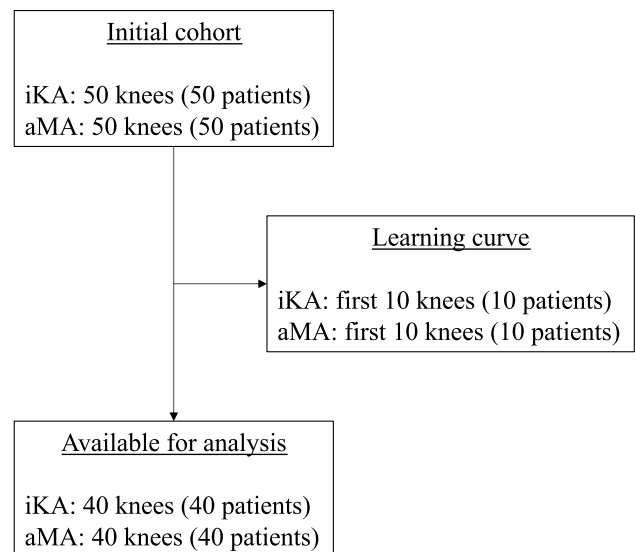 Initial cohort
iKA: 50 knees (50 patients)
aMA: 50 knees (50 patients)
Learning curve
iKA: first 10 knees (10 patients)
aMA: first 10 knees (10 patients)
Available for analysis
iKA: 40 knees (40 patients)
aMA: 40 knees (40 patients)